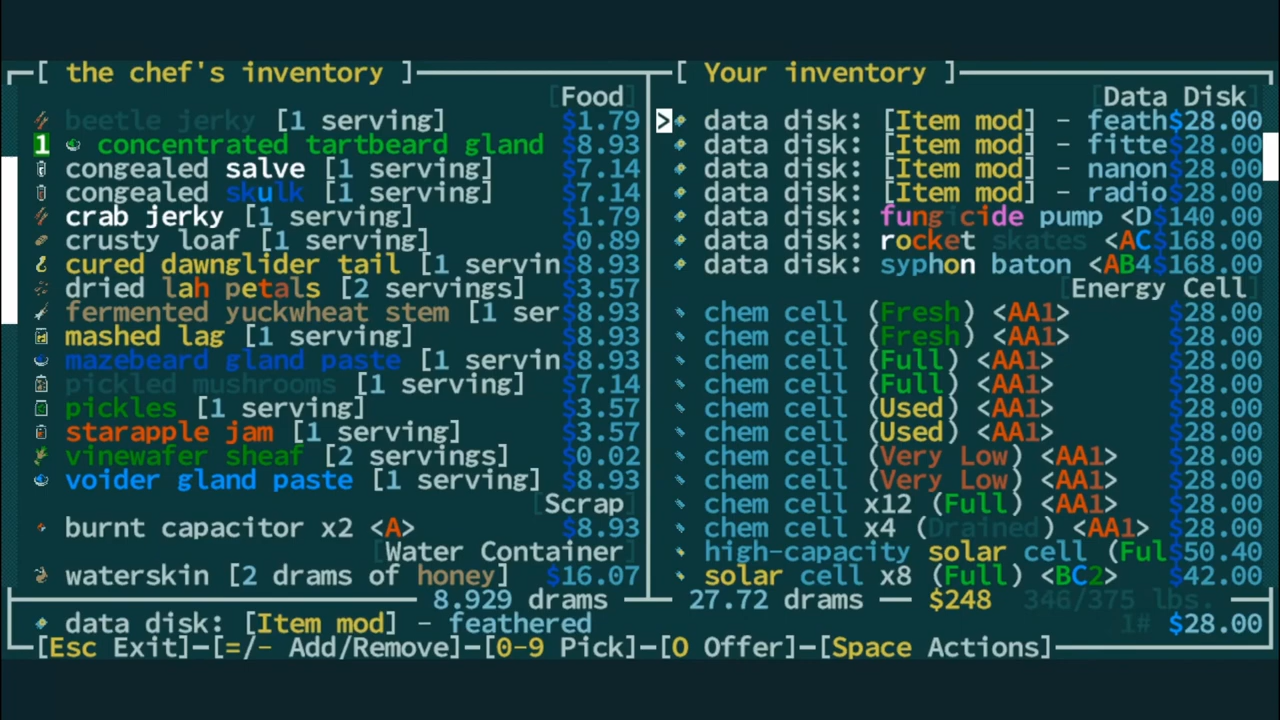 [ the chef's inventory ]
[Food]
beetle jerky [1 serving] $1.79
1 concentrated tartbeard gland $8.93
congealed salve [1 serving] $7.14
congealed skulk [1 serving] $7.14
crab jerky [1 serving] $1.79
crusty loaf [1 serving] $0.89
cured dawnglider tail [1 servin $8.93
dried lah petals [2 servings] $3.57
fermented yuckwheat stem [1 ser $8.93
mashed lag [1 serving] $8.93
mazebeard gland paste [1 servin $8.93
pickled mushrooms [1 serving] $7.14
pickles [1 serving] $3.57
starapple jam [1 serving] $3.57
vinewafer sheaf [2 servings] $0.02
voider gland paste [1 serving] $8.93
[Scrap]
burnt capacitor x2 <A> $8.93
[Water Container]
waterskin [2 drams of honey] $16.07
8.929 drams
[ Your inventory ]
[Data Disk]
> data disk: [Item mod] - feath$28.00
data disk: [Item mod] - fitte$28.00
data disk: [Item mod] - nanon$28.00
data disk: [Item mod] - radio$28.00
data disk: fungicide pump <D$140.00
data disk: rocket skates <AC$168.00
data disk: syphon baton <AB4$168.00
[Energy Cell
chem cell (Fresh) <AA1> $28.00
chem cell (Fresh) <AA1> $28.00
chem cell (Full) <AA1> $28.00
chem cell (Full) <AA1> $28.00
chem cell (Used) <AA1> $28.00
chem cell (Used) <AA1> $28.00
chem cell (Very Low) <AA1> $28.00
chem cell (Very Low) <AA1> $28.00
chem cell x12 (Full) <AA1> $28.00
chem cell x4 (Drained) <AA1> $28.00
high-capacity solar cell (Ful$50.40
solar cell x8 (Full) <BC2> $42.00
27.72 drams $248 346/375 lbs.
data disk: [Item mod] - feathered 1# $28.00
[Esc Exit]-[=/- Add/Remove]-[0-9 Pick]-[O Offer]-[Space Actions]